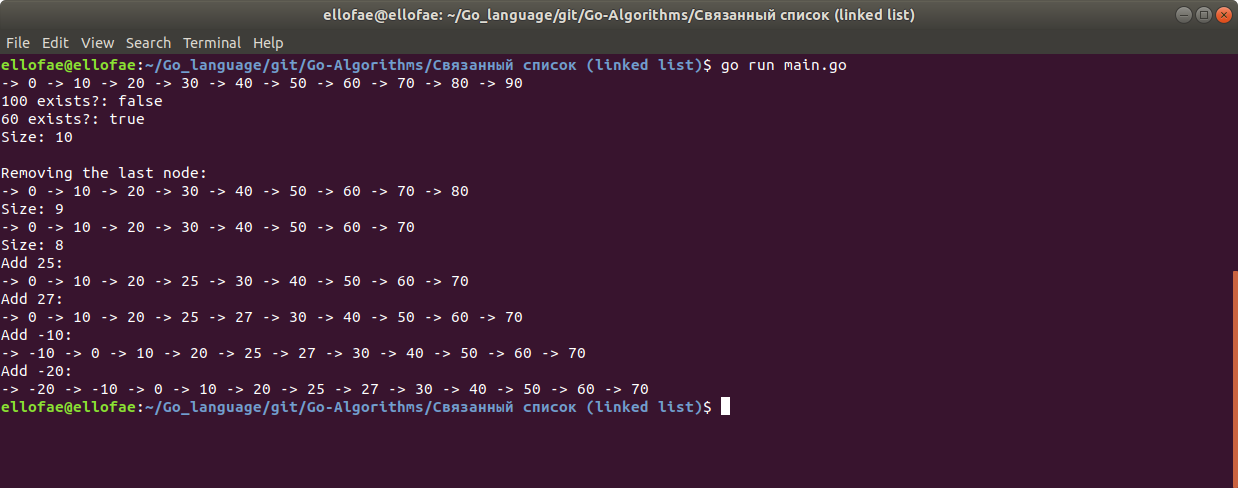 ellofae@ellofae: ~/Go_language/git/Go-Algorithms/Связанный список (linked list)
File Edit View Search Terminal Help
ellofae@ellofae:~/Go_language/git/Go-Algorithms/Связанный список (linked list)$ go run main.go
-> 0 -> 10 -> 20 -> 30 -> 40 -> 50 -> 60 -> 70 -> 80 -> 90
100 exists?: false
60 exists?: true
Size: 10
Removing the last node:
-> 0 -> 10 -> 20 -> 30 -> 40 -> 50 -> 60 -> 70 -> 80
Size: 9
-> 0 -> 10 -> 20 -> 30 -> 40 -> 50 -> 60 -> 70
Size: 8
Add 25:
-> 0 -> 10 -> 20 -> 25 -> 30 -> 40 -> 50 -> 60 -> 70
Add 27:
-> 0 -> 10 -> 20 -> 25 -> 27 -> 30 -> 40 -> 50 -> 60 -> 70
Add -10:
-> -10 -> 0 -> 10 -> 20 -> 25 -> 27 -> 30 -> 40 -> 50 -> 60 -> 70
Add -20:
-> -20 -> -10 -> 0 -> 10 -> 20 -> 25 -> 27 -> 30 -> 40 -> 50 -> 60 -> 70
ellofae@ellofae:~/Go_language/git/Go-Algorithms/Связанный список (linked list)$